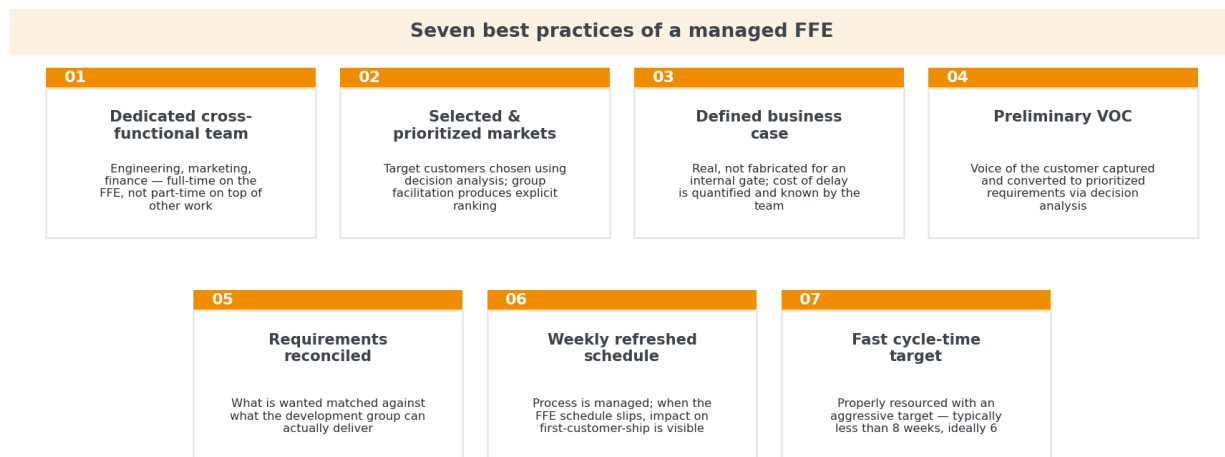 Seven best practices of a managed FFE
01
Dedicated cross-
functional team
Engineering, marketing,
finance — full-time on the
FFE, not part-time on top of
other work
02
Selected &
prioritized markets
Target customers chosen using
decision analysis; group
facilitation produces explicit
ranking
03
Defined business
case
Real, not fabricated for an
internal gate; cost of delay
is quantified and known by the
team
04
Preliminary VOC
Voice of the customer captured
and converted to prioritized
requirements via decision
analysis
05
Requirements
reconciled
What is wanted matched against
what the development group can
actually deliver
06
Weekly refreshed
schedule
Process is managed; when the
FFE schedule slips, impact on
first-customer-ship is visible
07
Fast cycle-time
target
Properly resourced with an
aggressive target — typically
less than 8 weeks, ideally 6